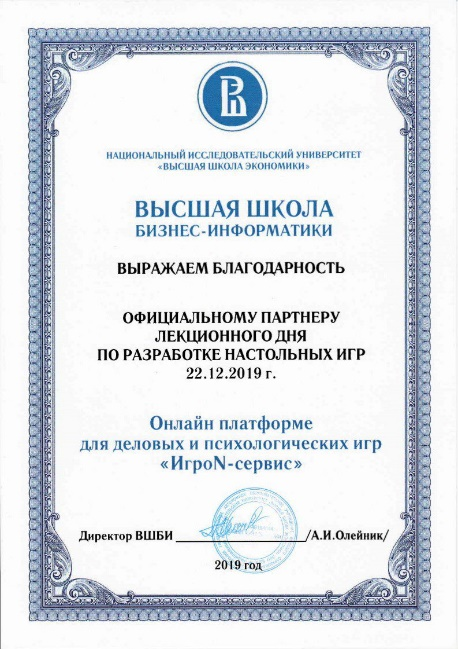 НАЦИОНАЛЬНЫЙ ИССЛЕДОВАТЕЛЬСКИЙ УНИВЕРСИТЕТ
«ВЫСШАЯ ШКОЛА ЭКОНОМИКИ»
ВЫСШАЯ ШКОЛА
БИЗНЕС-ИНФОРМАТИКИ
ВЫРАЖАЕМ БЛАГОДАРНОСТЬ
ОФИЦИАЛЬНОМУ ПАРТНЕРУ
ЛЕКЦИОННОГО ДНЯ
ПО РАЗРАБОТКЕ НАСТОЛЬНЫХ ИГР
22.12.2019 г.
Онлайн платформе
для деловых и психологических игр
«ИгроN-сервис»
Директор ВШБИ ____________________/А.И.Олейник/
2019 год